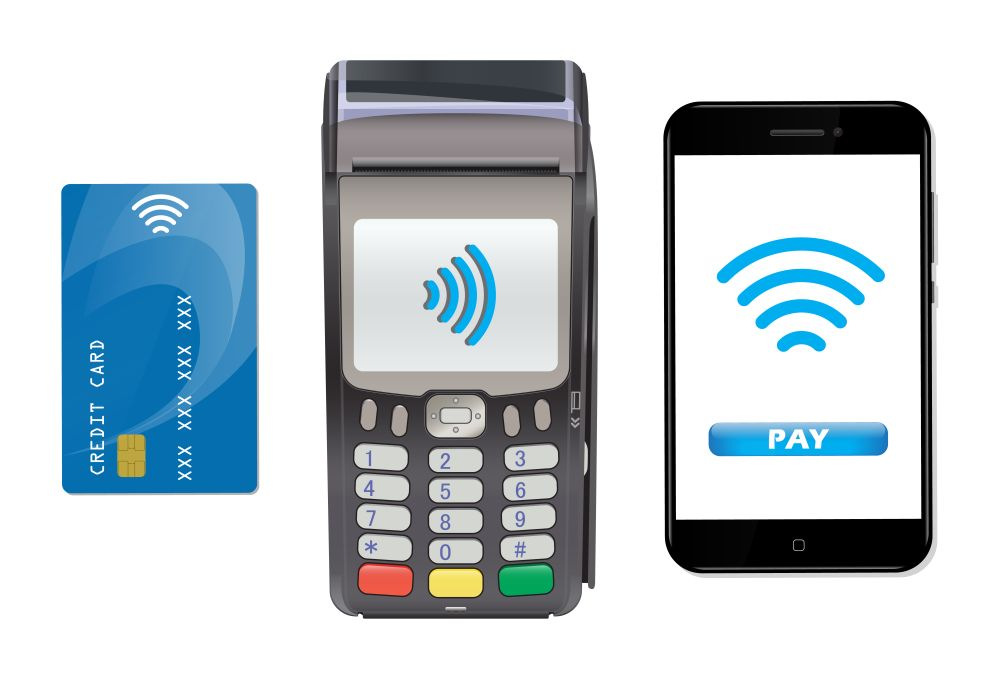 CREDIT CARD
XXX XXX XXX XXX
1 2 3
4 5 6
7 8 9
* 0 #
PAY